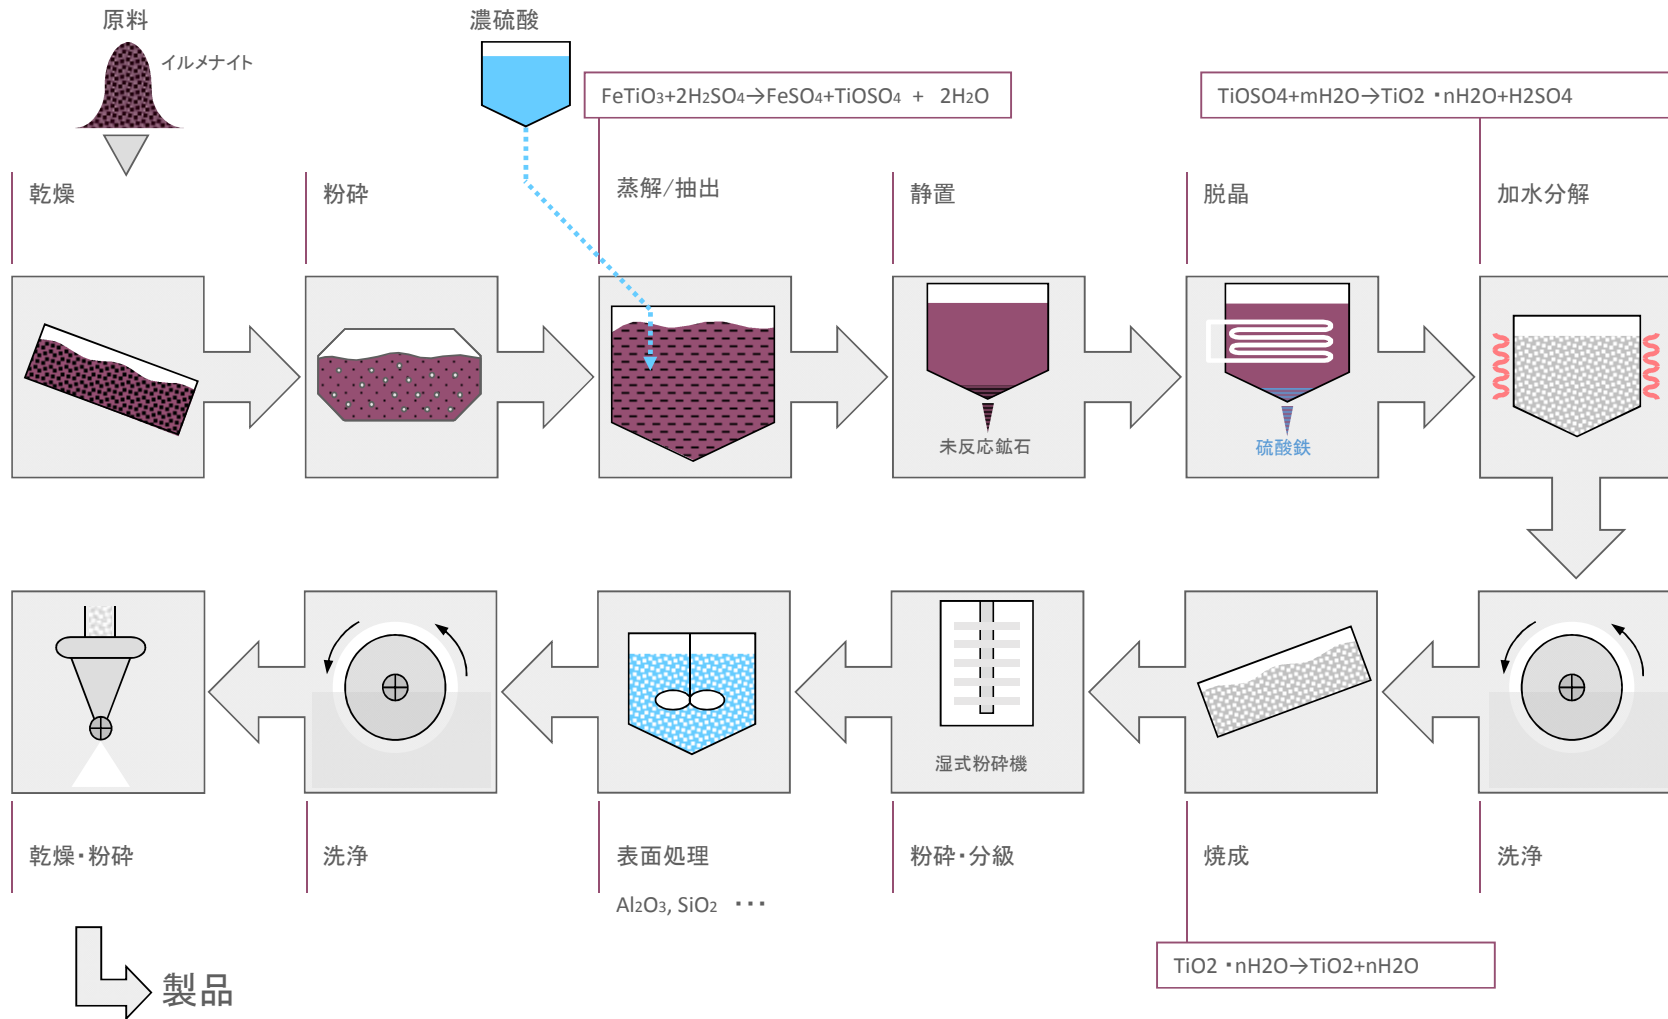 原料
イルメナイト
濃硫酸
FeTiO₃+2H₂SO₄→FeSO₄+TiOSO₄ + 2H₂O
TiOSO4+mH2O→TiO2・nH2O+H2SO4
乾燥
粉砕
蒸解/抽出
静置
脱晶
加水分解
未反応鉱石
硫酸鉄
湿式粉砕機
乾燥・粉砕
洗浄
表面処理
粉砕・分級
焼成
洗浄
Al₂O₃, SiO₂ ・・・
TiO2・nH2O→TiO2+nH2O
製品